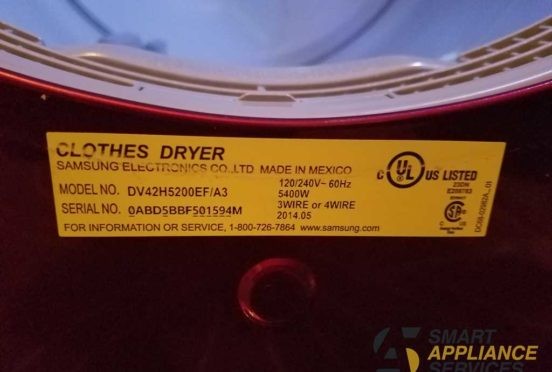 CLOTHES DRYER
SAMSUNG ELECTRONICS CO.,LTD MADE IN MEXICO
MODEL NO. DV42H5200EF/A3 120/240V~ 60Hz
5400W
SERIAL NO. 0ABD5BBF501594M 3WIRE or 4WIRE
2014.05
FOR INFORMATION OR SERVICE, 1-800-726-7864 www.samsung.com
C UL US LISTED
23DN
SMART
APPLIANCE
SERVICES